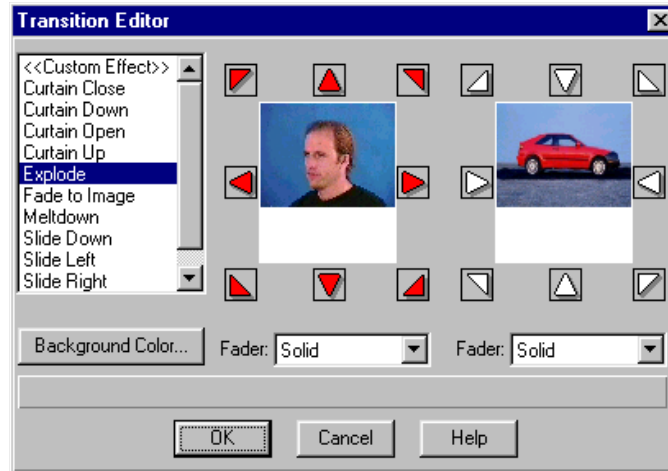 Transition Editor
<<Custom Effect>>
Curtain Close
Curtain Down
Curtain Open
Curtain Up
Explode
Fade to Image
Meltdown
Slide Down
Slide Left
Slide Right
Background Color...
Fader: Solid
Fader: Solid
OK
Cancel
Help